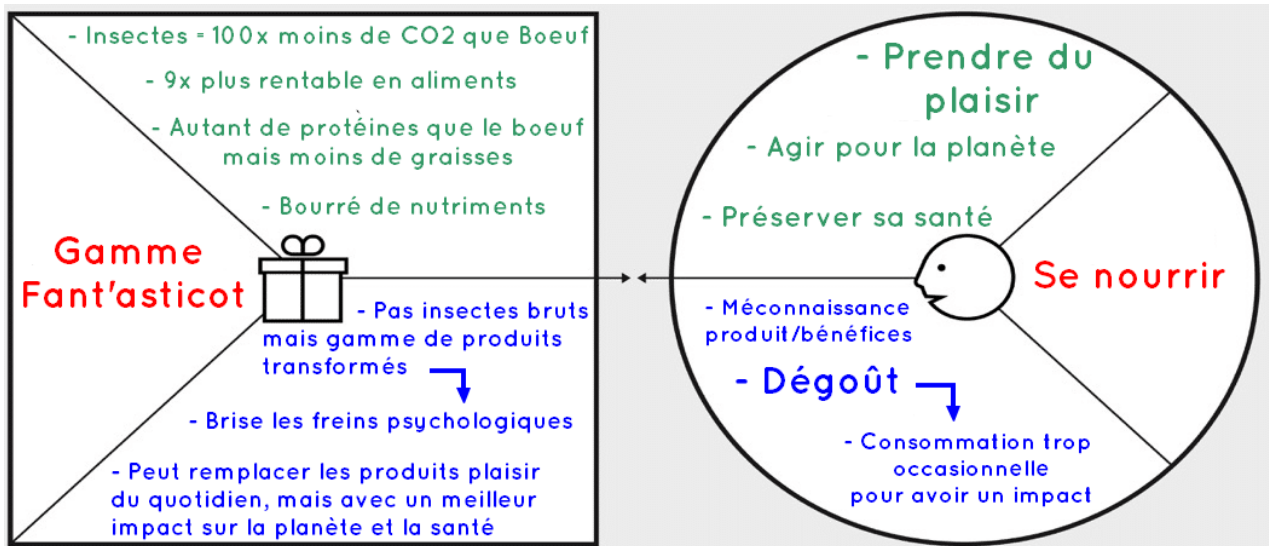 - Insectes = 100x moins de CO2 que Boeuf
- 9x plus rentable en aliments
- Autant de protéines que le boeuf
mais moins de graisses
- Bourré de nutriments
Gamme
Fant'asticot
- Pas insectes bruts
mais gamme de produits
transformés
- Brise les freins psychologiques
- Peut remplacer les produits plaisir
du quotidien, mais avec un meilleur
impact sur la planète et la santé
- Prendre du
plaisir
- Agir pour la planète
- Préserver sa santé
Se nourrir
- Méconnaissance
produit/bénéfices
- Dégoût
- Consommation trop
occasionnelle
pour avoir un impact